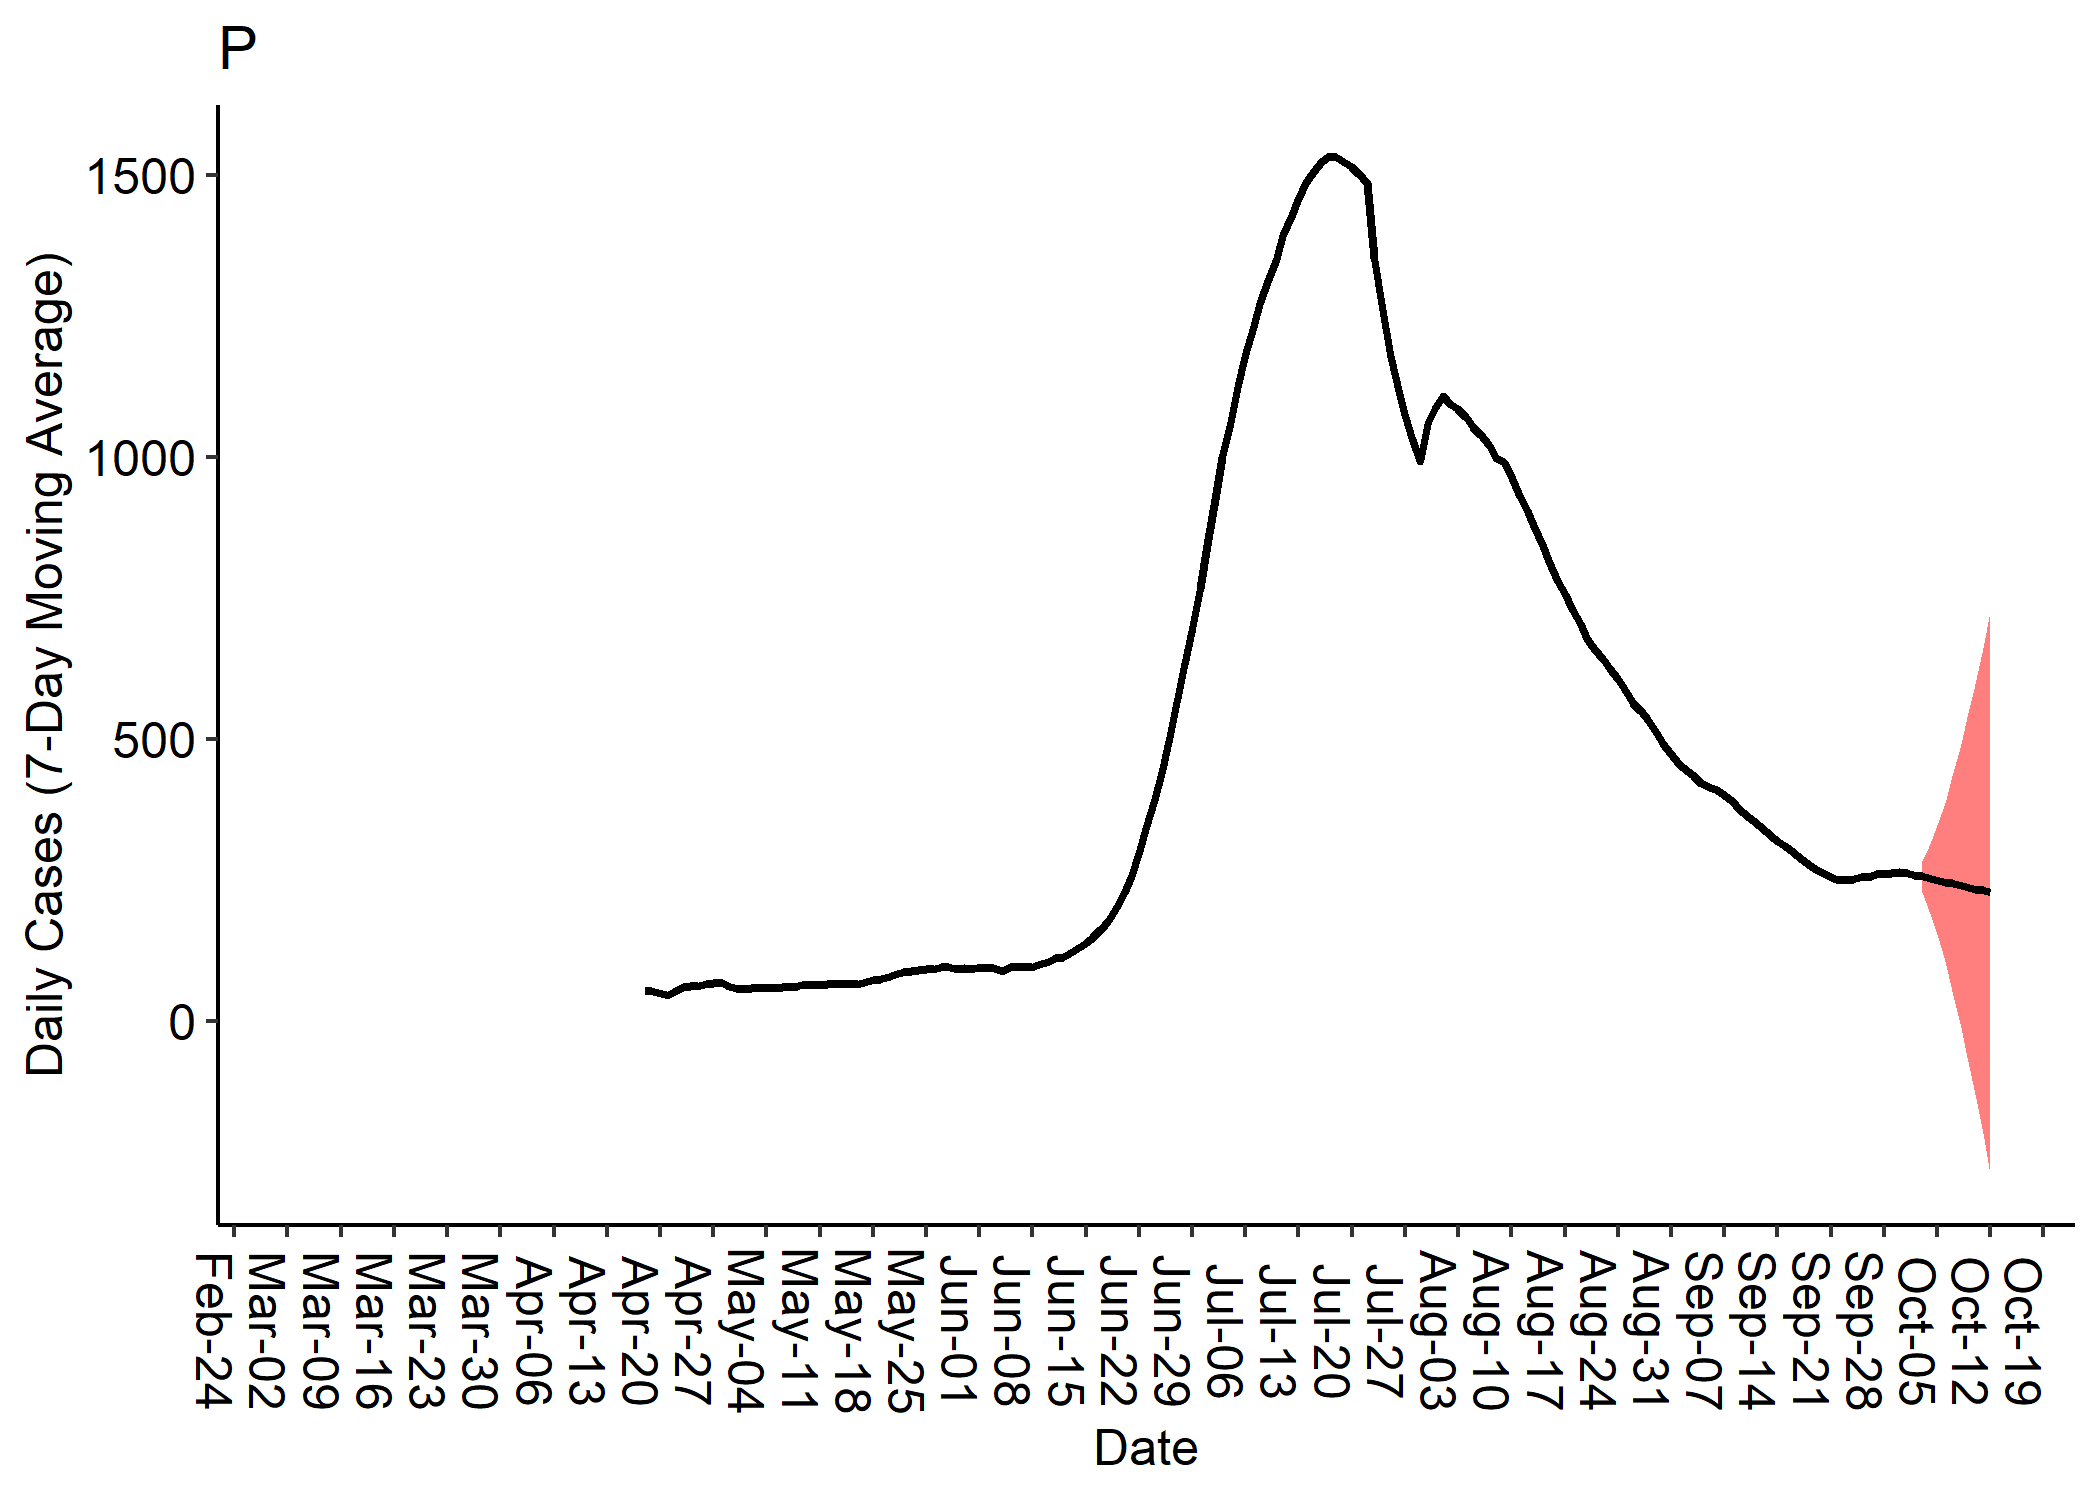 P
Daily Cases (7-Day Moving Average)
1500
1000
500
0
Feb-24
Mar-02
Mar-09
Mar-16
Mar-23
Mar-30
Apr-06
Apr-13
Apr-20
Apr-27
May-04
May-11
May-18
May-25
Jun-01
Jun-08
Jun-15
Jun-22
Jun-29
Jul-06
Jul-13
Jul-20
Jul-27
Aug-03
Aug-10
Aug-17
Aug-24
Aug-31
Sep-07
Sep-14
Sep-21
Sep-28
Oct-05
Oct-12
Oct-19
Date